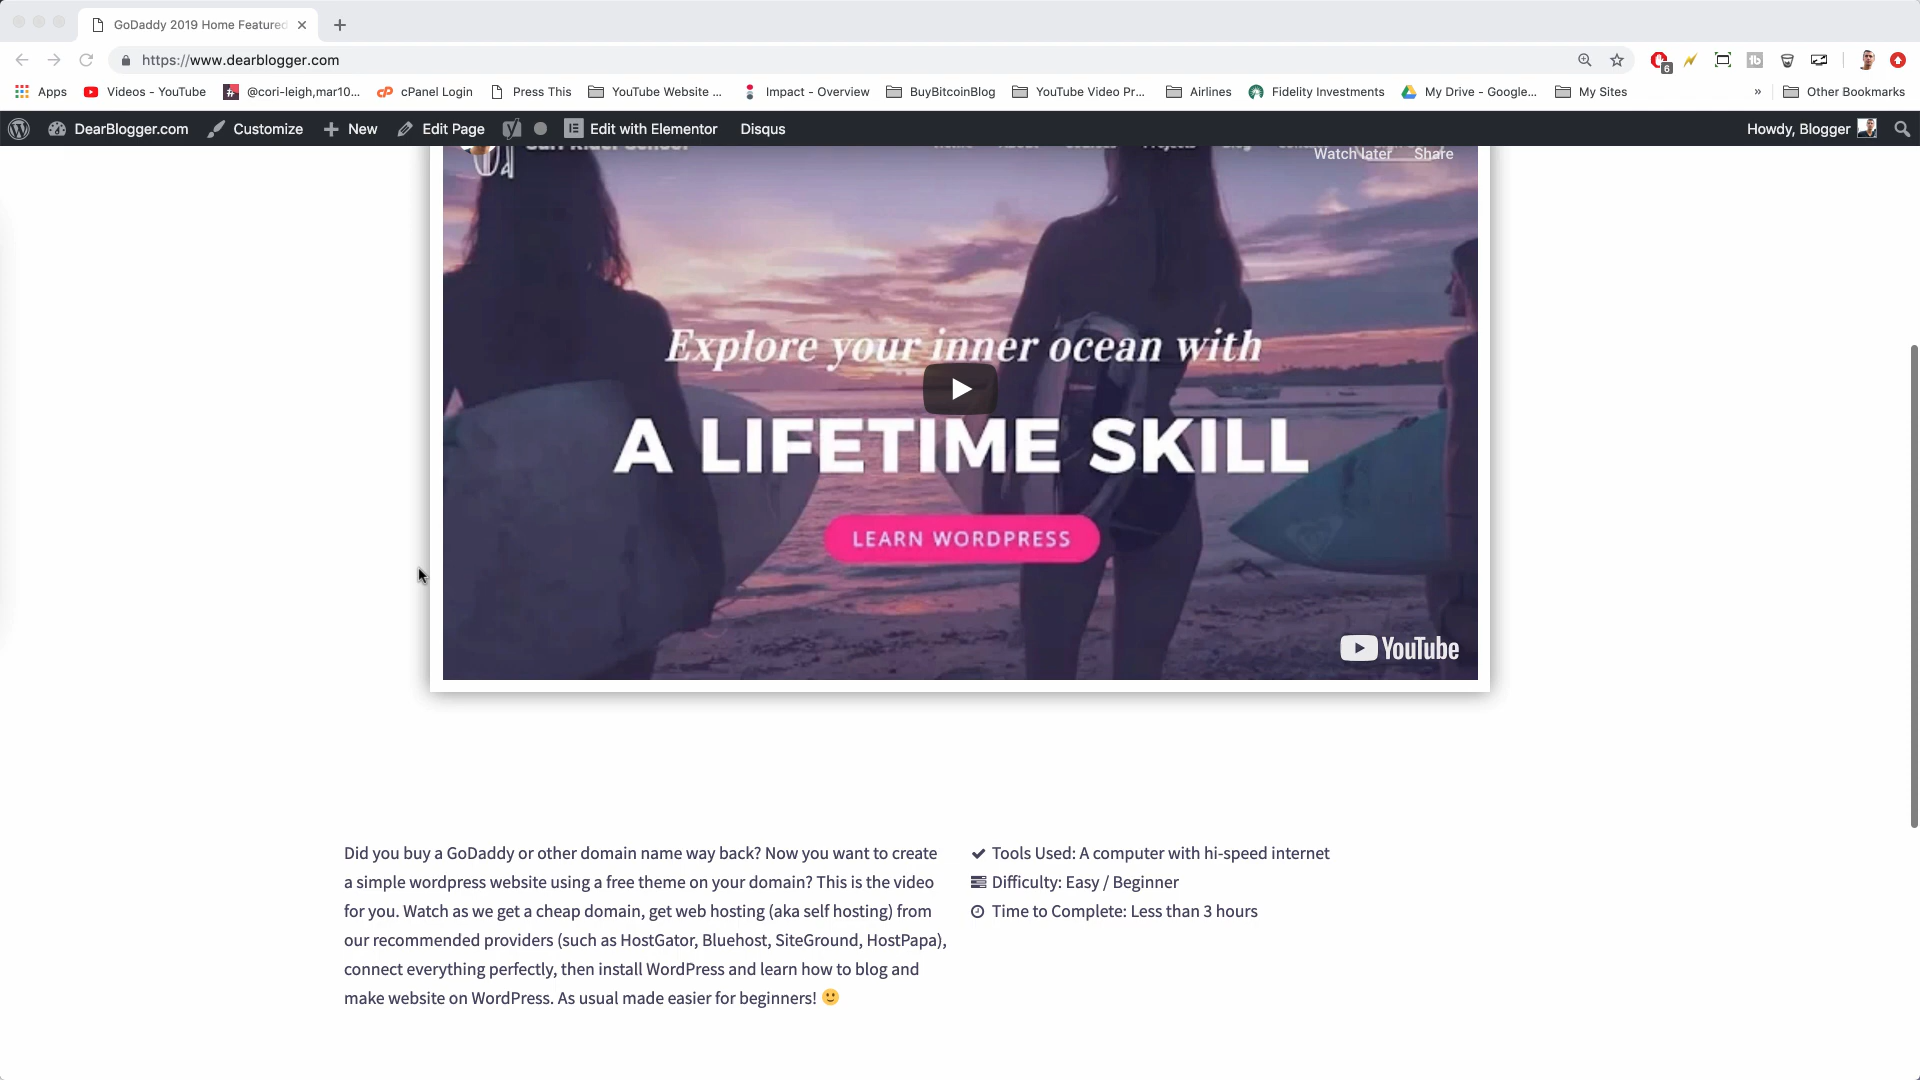 GoDaddy 2019 Home Featured
https://www.dearblogger.com
6
Apps
Videos - YouTube
@cori-leigh,mar10...
cPanel Login
Press This
YouTube Website ...
Impact - Overview
BuyBitcoinBlog
YouTube Video Pr...
Airlines
Fidelity Investments
My Drive - Google...
My Sites
»
Other Bookmarks
DearBlogger.com
Customize
New
Edit Page
Edit with Elementor
Disqus
Howdy, Blogger
Watch later
Share
Explore your inner ocean with
A LIFETIME SKILL
LEARN WORDPRESS
YouTube
Did you buy a GoDaddy or other domain name way back? Now you want to create
a simple wordpress website using a free theme on your domain? This is the video
for you. Watch as we get a cheap domain, get web hosting (aka self hosting) from
our recommended providers (such as HostGator, Bluehost, SiteGround, HostPapa),
connect everything perfectly, then install WordPress and learn how to blog and
make website on WordPress. As usual made easier for beginners! 🙂
Tools Used: A computer with hi-speed internet
Difficulty: Easy / Beginner
Time to Complete: Less than 3 hours